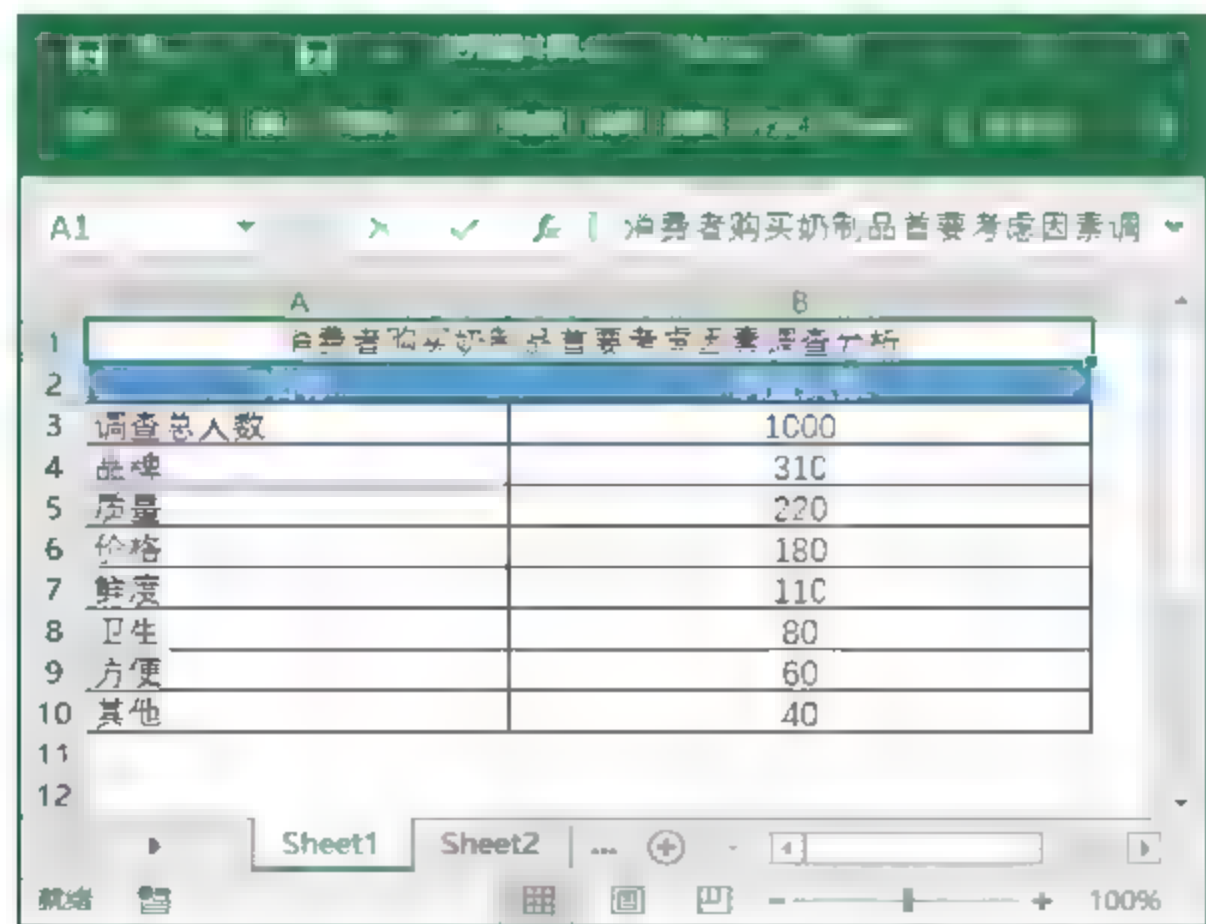 A1 消费者购买奶制品首要考虑因素调
A B
1 消费者购买奶制品首要考虑因素调查分析
2
3 调查总人数 1000
4 品牌 310
5 质量 220
6 价格 180
7 鲜度 110
8 卫生 80
9 方便 60
10 其他 40
11
12
Sheet1 Sheet2 ...
就绪 100%